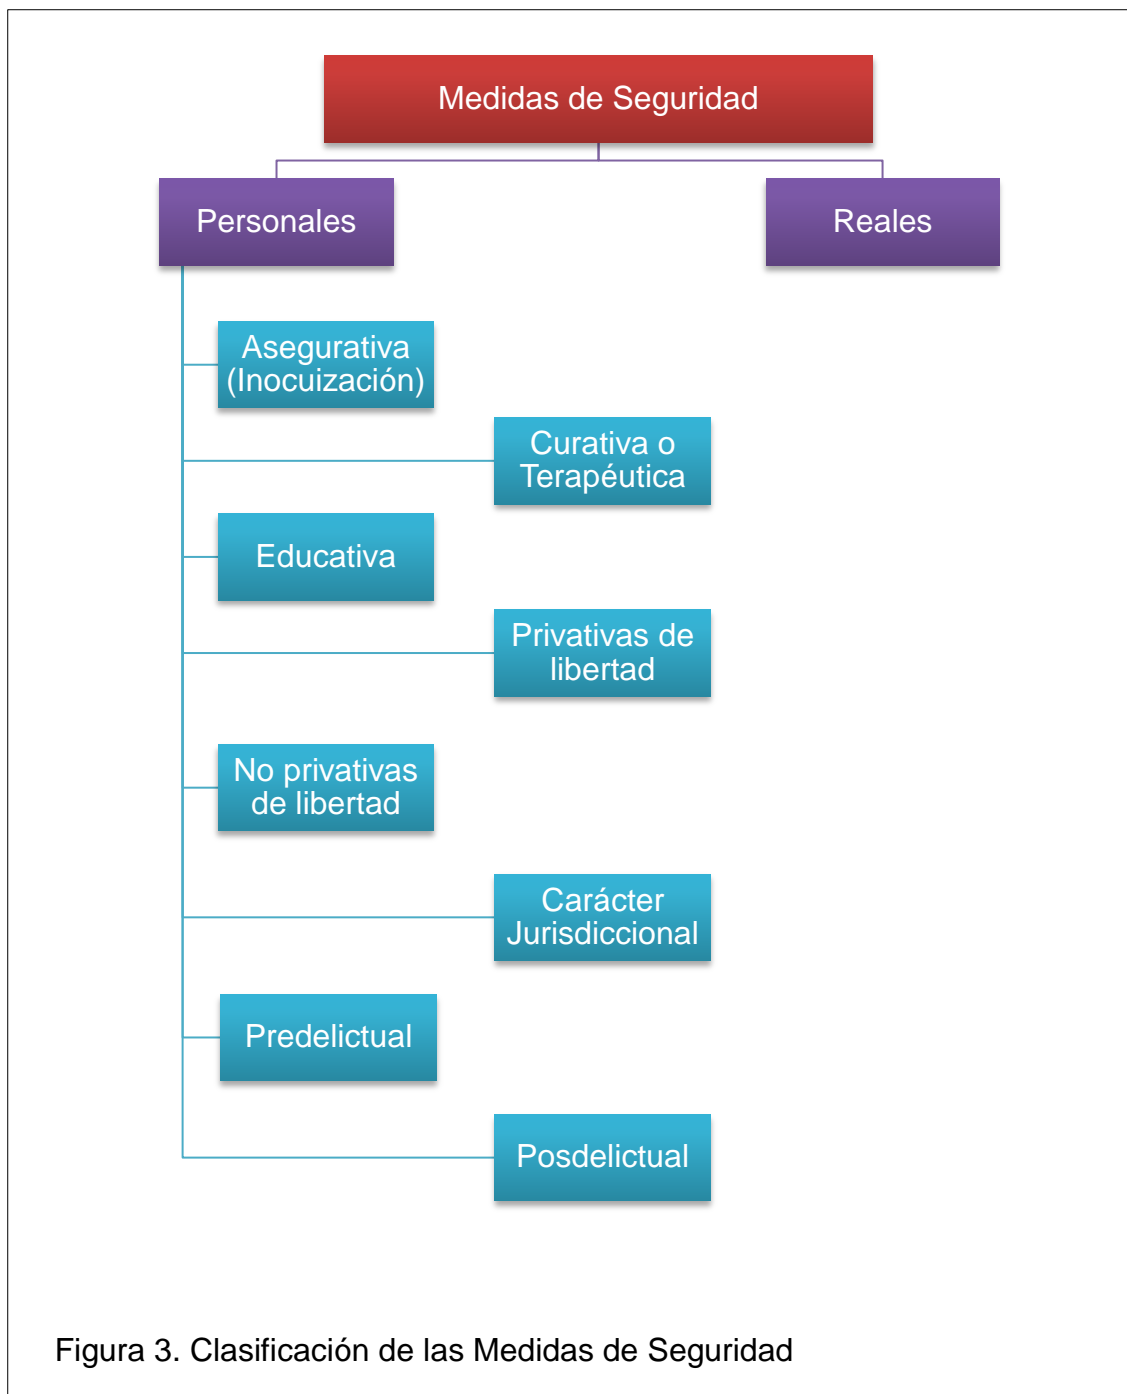 Medidas de Seguridad
Personales
Reales
Asegurativa
(Inocuización)
Curativa o
Terapéutica
Educativa
Privativas de
libertad
No privativas
de libertad
Carácter
Jurisdiccional
Predelictual
Posdelictual
Figura 3. Clasificación de las Medidas de Seguridad